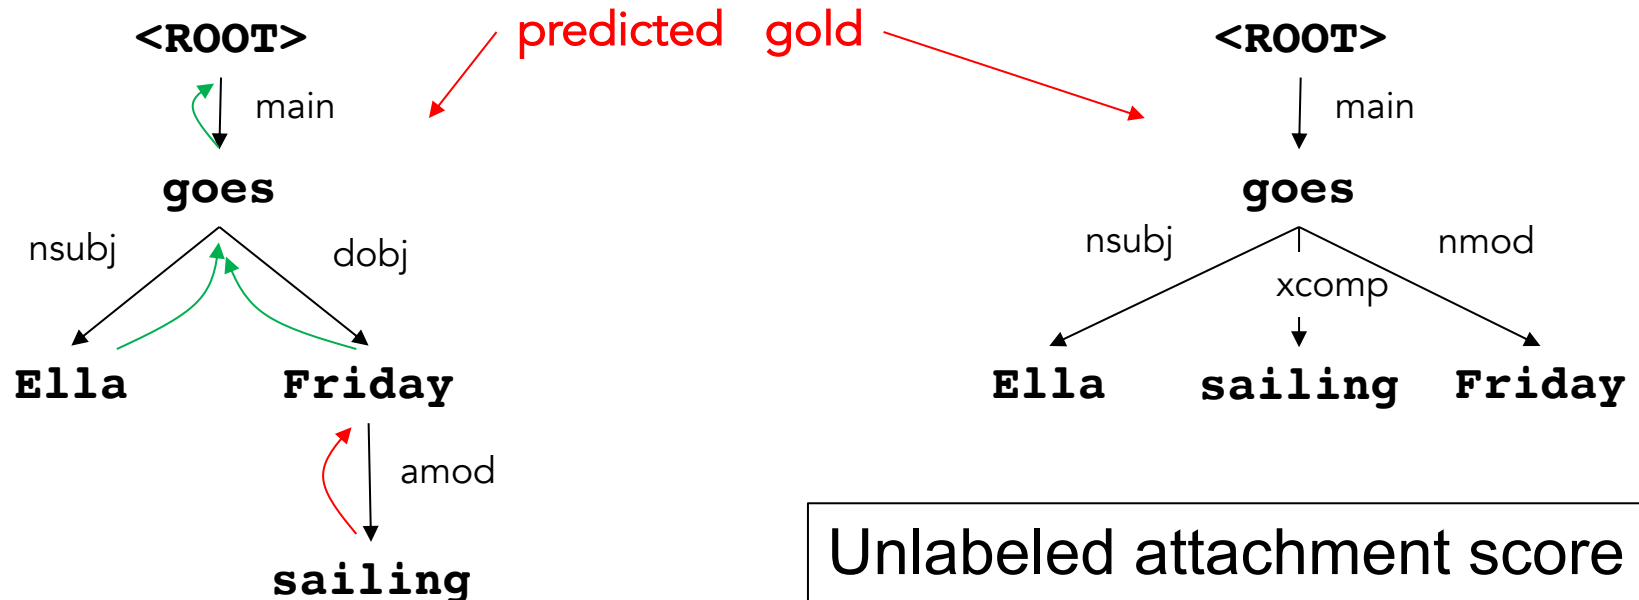 <ROOT> predicted gold <ROOT>
main main
goes goes
nsubj dobj nsubj xcomp nmod
Ella Friday Ella sailing Friday
amod
Unlabeled attachment score
sailing